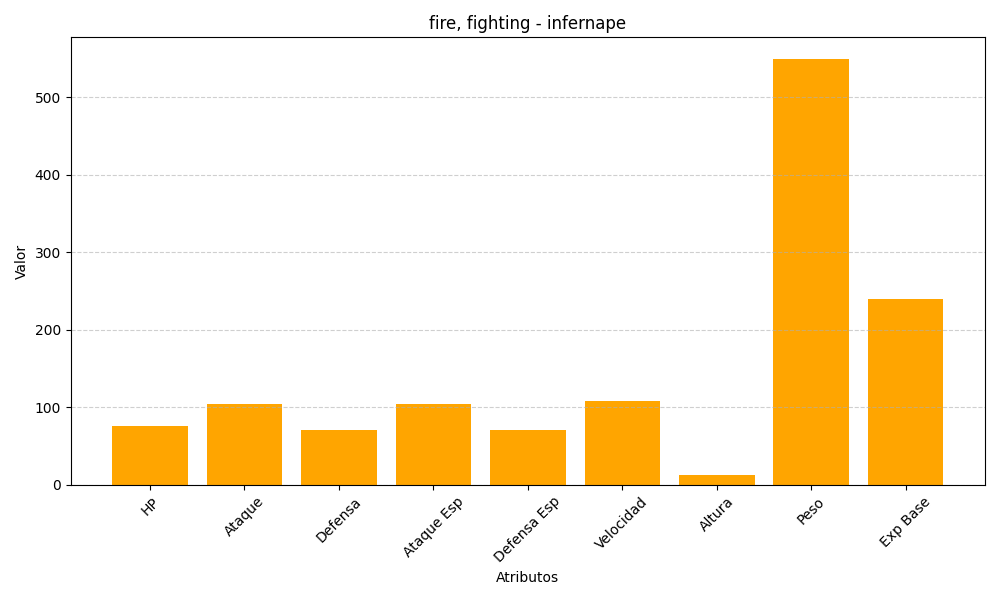 fire, fighting - infernape
500
400
300
200
100
0
Valor
HP
Ataque
Defensa
Ataque Esp
Defensa Esp
Velocidad
Altura
Peso
Exp Base
Atributos